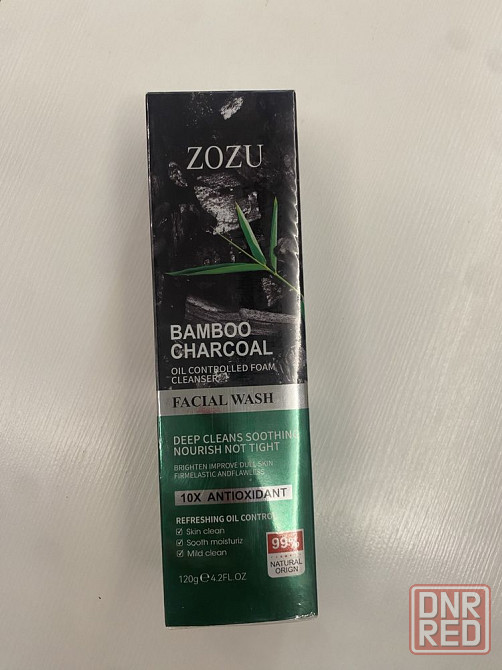 ZOZU
BAMBOO
CHARCOAL
OIL CONTROLLED FOAM
CLEANSER
FACIAL WASH
DEEP CLEANS SOOTHING
NOURISH NOT TIGHT
BRIGHTEN IMPROVE DULL SKIN
FIRMELASTIC ANDFLAWLESS
10X ANTIOXIDANT
REFRESHING OIL CONTROL
Skin clean
Sooth moisturiz
Mild clean
99%
NATURAL
ORIGN
120g ℮ 4.2FL.OZ
DNR
RED